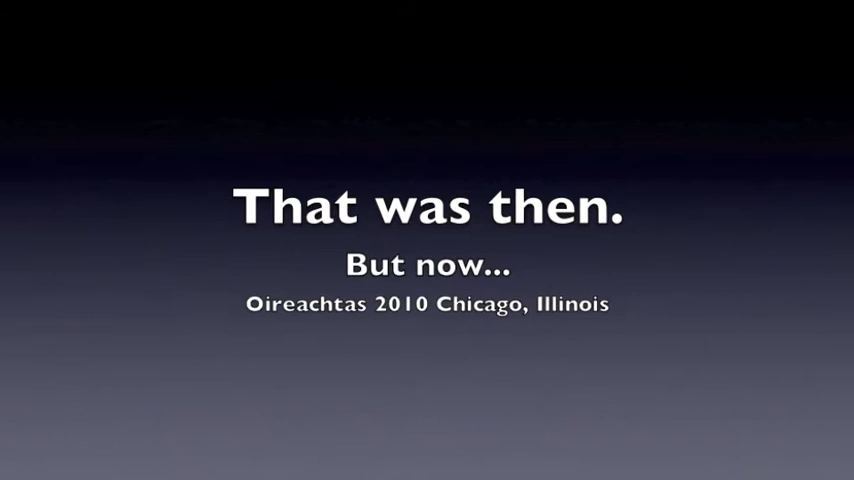 That was then.
But now...
Oireachtas 2010 Chicago, Illinois